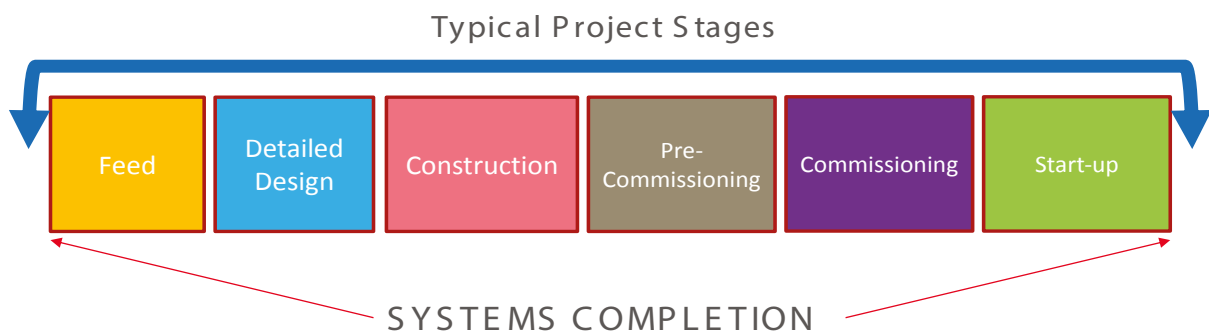 Typical Project Stages
Feed
Detailed
Design
Construction
Pre-
Commissioning
Commissioning
Start-up
SYSTEMS COMPLETION